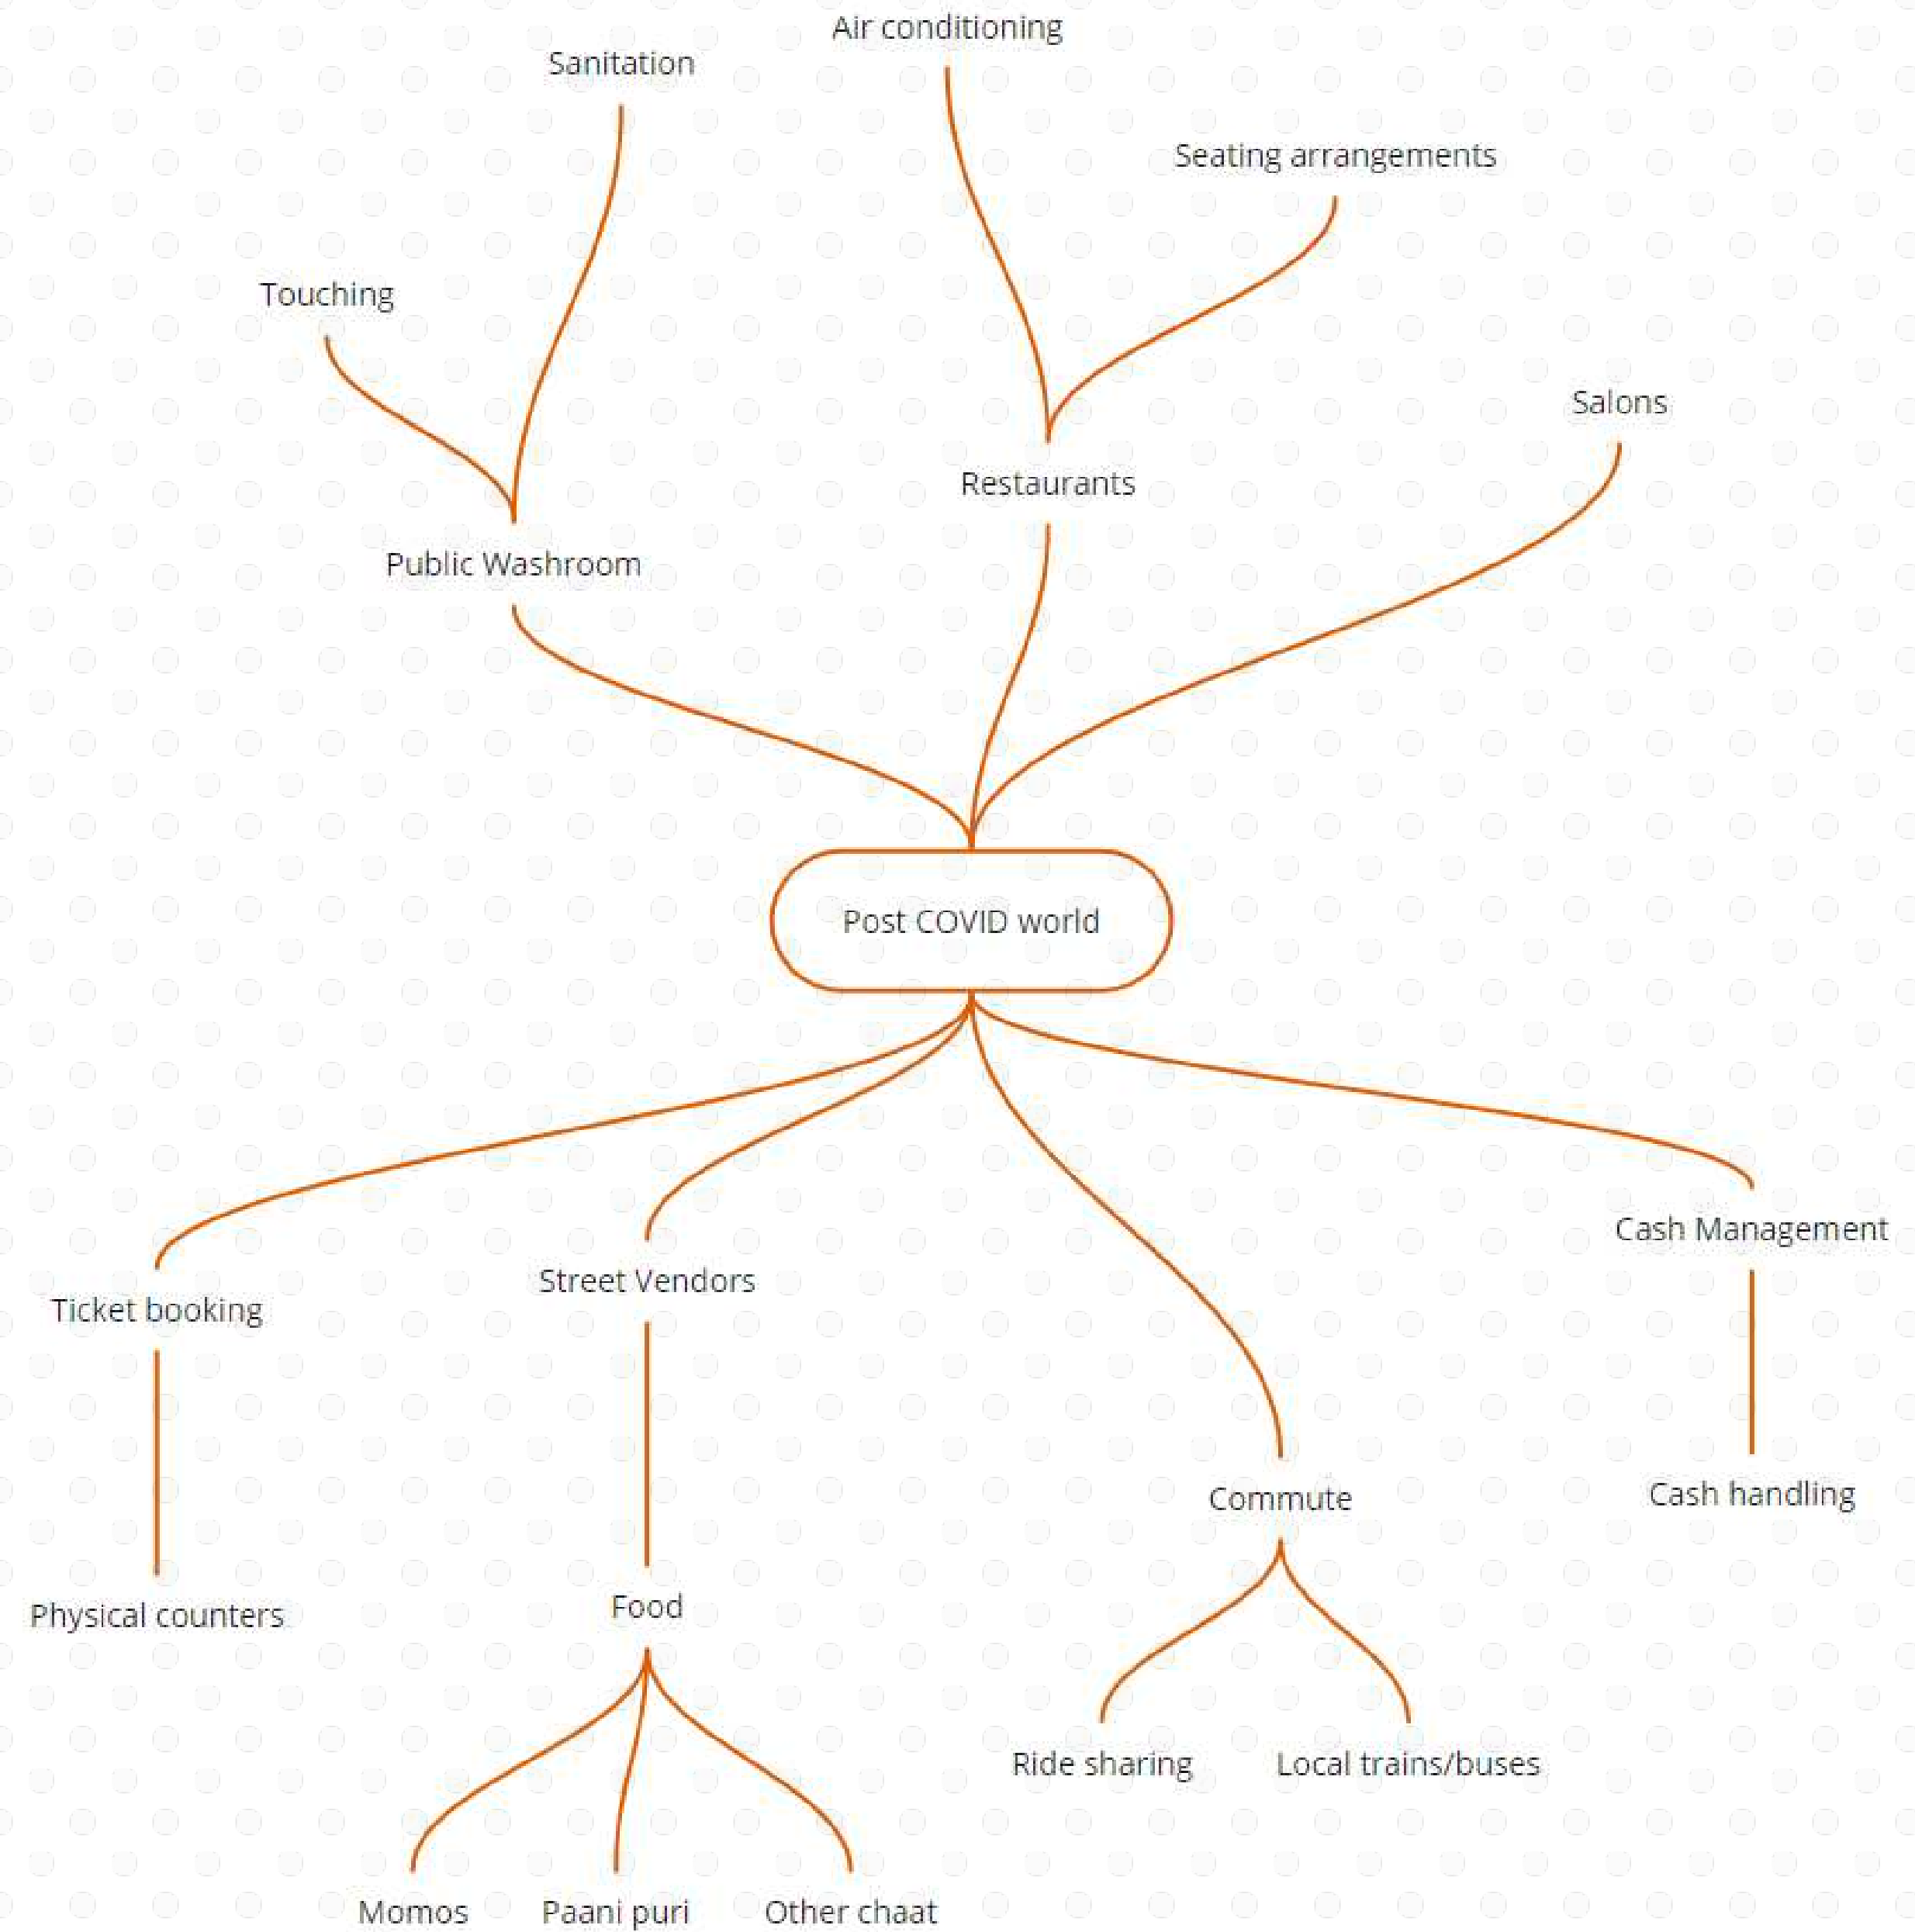 Air conditioning
Sanitation
Seating arrangements
Touching
Salons
Restaurants
Public Washroom
Post COVID world
Cash Management
Street Vendors
Ticket booking
Cash handling
Commute
Food
Physical counters
Ride sharing
Local trains/buses
Momos
Paani puri
Other chaat